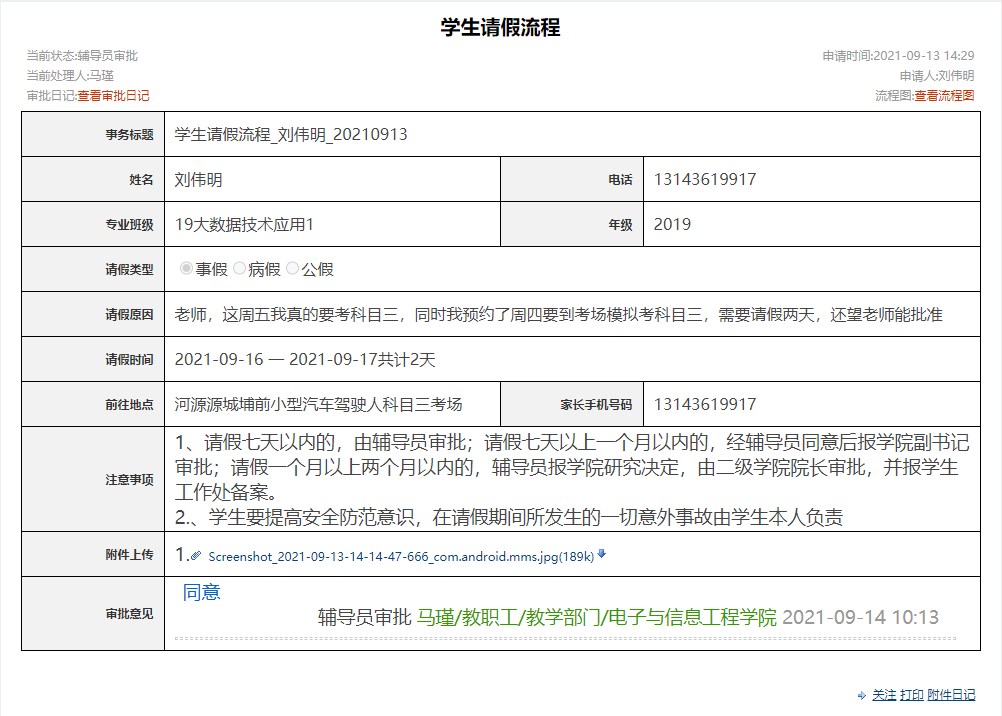 学生请假流程
当前状态:辅导员审批
申请时间:2021-09-13 14:29
当前处理人:马瑾
申请人:刘伟明
审批日记:查看审批日记
流程图:查看流程图
事务标题 学生请假流程_刘伟明_20210913
姓名 刘伟明 电话 13143619917
专业班级 19大数据技术应用1 年级 2019
请假类型 事假 病假 公假
请假原因 老师，这周五我真的要考科目三，同时我预约了周四要到考场模拟考科目三，需要请假两天，还望老师能批准
请假时间 2021-09-16 — 2021-09-17共计2天
前往地点 河源源城埔前小型汽车驾驶人科目三考场 家长手机号码 13143619917
注意事项
1、请假七天以内的，由辅导员审批；请假七天以上一个月以内的，经辅导员同意后报学院副书记
审批；请假一个月以上两个月以内的，辅导员报学院研究决定，由二级学院院长审批，并报学生
工作处备案。
2.、学生要提高安全防范意识，在请假期间所发生的一切意外事故由学生本人负责
附件上传 1. Screenshot_2021-09-13-14-14-47-666_com.android.mms.jpg(189k)
审批意见
同意
辅导员审批 马瑾/教职工/教学部门/电子与信息工程学院 2021-09-14 10:13
关注 打印 附件日记